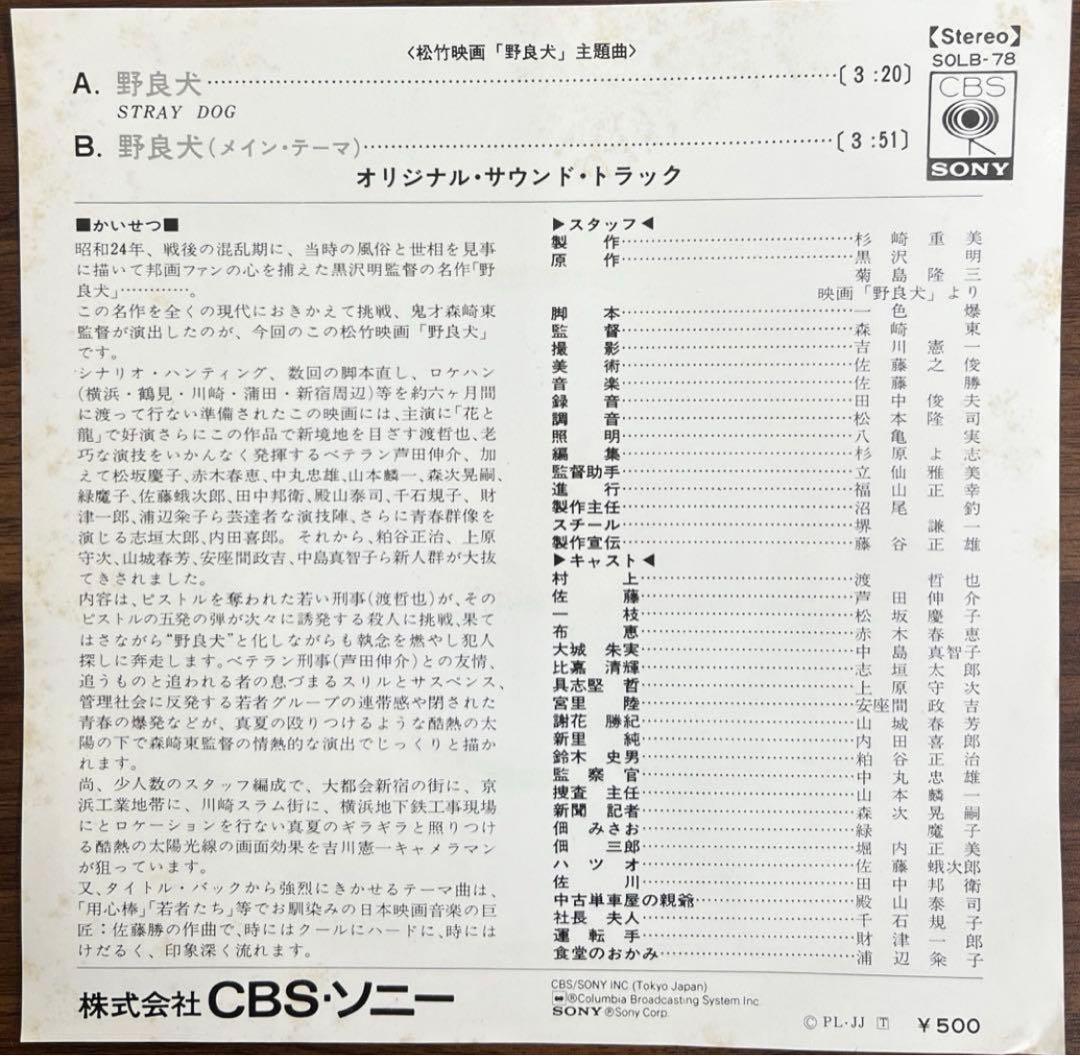 〈松竹映画「野良犬」主題曲〉
A. 野良犬……〔3:20〕
STRAY DOG
B. 野良犬(メイン・テーマ)……〔3:51〕
オリジナル・サウンド・トラック
【Stereo】
SOLB-78
CBS
SONY
■かいせつ■
昭和24年、戦後の混乱期に、当時の風俗と世相を見事
に描いて邦画ファンの心を捕えた黒沢明監督の名作「野
良犬」…………。
この名作を全くの現代におきかえて挑戦、鬼才森崎東
監督が演出したのが、今回のこの松竹映画「野良犬」
です。
シナリオ・ハンティング、数回の脚本直し、ロケハン
(横浜・鶴見・川崎・蒲田・新宿周辺)等を約六ヶ月間
に渡って行ない準備されたこの映画には、主演に「花と
龍」で好演さらにこの作品で新境地を目ざす渡哲也、老
巧な演技をいかんなく発揮するベテラン芦田伸介、加
えて松坂慶子、赤木春恵、中丸忠雄、山本麟一、森次晃嗣、
緑魔子、佐藤蛾次郎、田中邦衛、殿山泰司、千石規子、財
津一郎、浦辺粂子ら芸達者な演技陣、さらに青春群像を
演じる志垣太郎、内田喜郎。それから、粕谷正治、上原
守次、山城春芳、安座間政吉、中島真智子ら新人群が大抜
てきされました。
内容は、ピストルを奪われた若い刑事(渡哲也)が、その
ピストルの五発の弾が次々に誘発する殺人に挑戦、果て
はさながら“野良犬”と化しながらも執念を燃やし犯人
探しに奔走します。ベテラン刑事(芦田伸介)との友情、
追うものと追われる者の息づまるスリルとサスペンス、
管理社会に反発する若者グループの連帯感や閉された
青春の爆発などが、真夏の殴りつけるような酷熱の太
陽の下で森崎東監督の情熱的な演出でじっくりと描か
れます。
尚、少人数のスタッフ編成で、大都会新宿の街に、京
浜工業地帯に、川崎スラム街に、横浜地下鉄工事現場
にとロケーションを行ない真夏のギラギラと照りつけ
る酷熱の太陽光線の画面効果を吉川憲一キャメラマン
が狙っています。
又、タイトル・バックから強烈にきかせるテーマ曲は、
「用心棒」「若者たち」等でお馴染みの日本映画音楽の巨
匠:佐藤勝の作曲で、時にはクールにハードに、時には
けだるく、印象深く流れます。
▶スタッフ◀
製作……杉崎重美
原作……黒沢明
菊島隆三
映画「野良犬」より
脚本……一色爆
監督……森崎東
撮影……吉川憲一
美術……佐藤之俊
音楽……佐藤勝
録音……田中俊夫
調音……松本隆司
照明……八亀実
編集……杉原よ志
監督助手……立仙雅美
進行……福山正幸
製作主任……沼尾釣
スチール……堺謙一
製作宣伝……藤谷正雄
▶キャスト◀
村上……渡哲也
佐藤……芦田伸介
一枝……松坂慶子
布恵……赤木春恵
大城朱実……中島真智子
比嘉清輝……志垣太郎
具志堅哲……上原守次
宮里陸……安座間政吉
謝花勝紀……山城春芳
新里純……内田喜郎
鈴木史男……粕谷正治
監察官……中丸忠雄
捜査主任……山本麟一
新聞記者……森次晃嗣
佃みさお……緑魔子
佃三郎……堀内正美
ハツオ……佐藤蛾次郎
佐川……田中邦衛
中古単車屋の親爺……殿山泰司
社長夫人……千石規子
運転手……財津一郎
食堂のおかみ……浦辺粂子
株式会社CBS・ソニー
CBS/SONY INC (Tokyo Japan)
®Columbia Broadcasting System Inc.
SONY ®Sony Corp.
© PL・JJ T ¥500